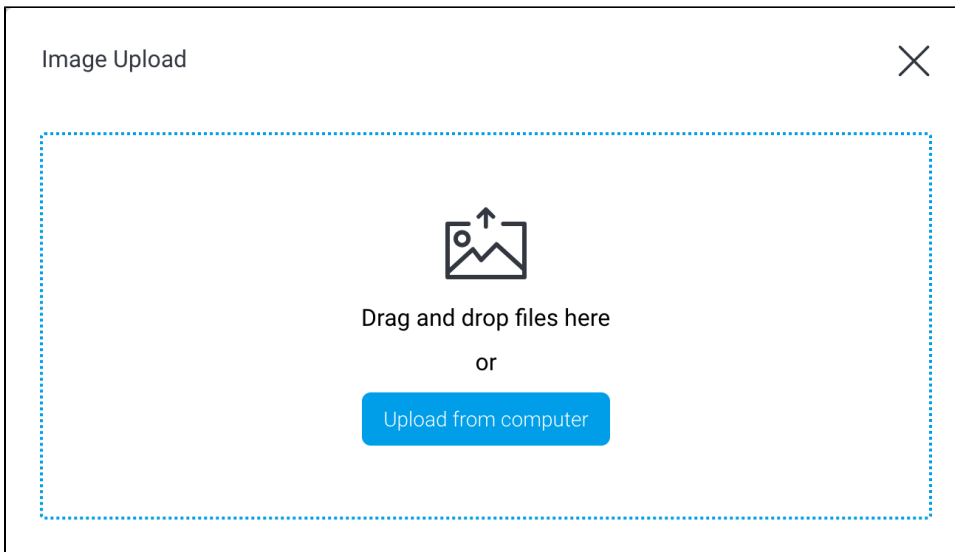 Image Upload
Drag and drop files here
or
Upload from computer